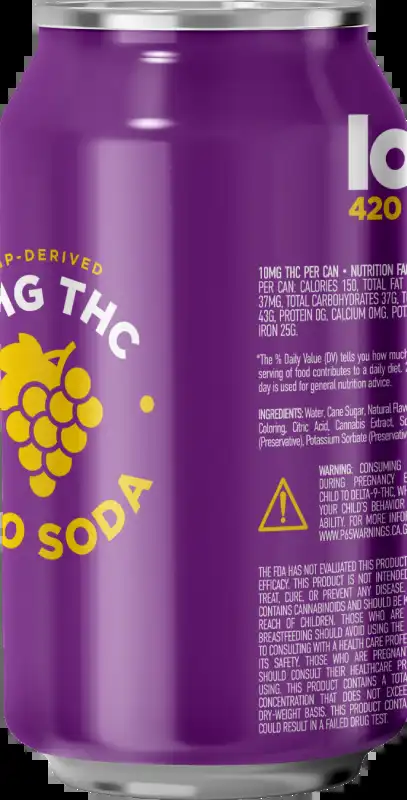 P-DERIVED
MG THC
O SODA
lo
420
10MG THC PER CAN • NUTRITION FA
PER CAN: CALORIES 150, TOTAL FAT
37MG, TOTAL CARBOHYDRATES 37G, T
43G, PROTEIN 0G, CALCIUM 0MG, POT
IRON 25G.
*The % Daily Value (DV) tells you how much
serving of food contributes to a daily diet. 2
day is used for general nutrition advice.
INGREDIENTS: Water, Cane Sugar, Natural Flav
Coloring, Citric Acid, Cannabis Extract, So
(Preservative), Potassium Sorbate (Preservativ
WARNING: CONSUMING
DURING PREGNANCY E
CHILD TO DELTA-9-THC, WH
YOUR CHILD'S BEHAVIOR
ABILITY. FOR MORE INFO
WWW.P65WARNINGS.CA.G
THE FDA HAS NOT EVALUATED THIS PRODUCT
EFFICACY. THIS PRODUCT IS NOT INTENDED
TREAT, CURE, OR PREVENT ANY DISEASE.
CONTAINS CANNABINOIDS AND SHOULD BE K
REACH OF CHILDREN. THOSE WHO ARE
BREASTFEEDING SHOULD AVOID USING THE
TO CONSULTING WITH A HEALTH CARE PROFE
ITS SAFETY. THOSE WHO ARE PREGNANT
SHOULD CONSULT THEIR HEALTHCARE PR
USING. THIS PRODUCT CONTAINS A TOTA
CONCENTRATION THAT DOES NOT EXCEE
DRY-WEIGHT BASIS. THIS PRODUCT CONTA
COULD RESULT IN A FAILED DRUG TEST.